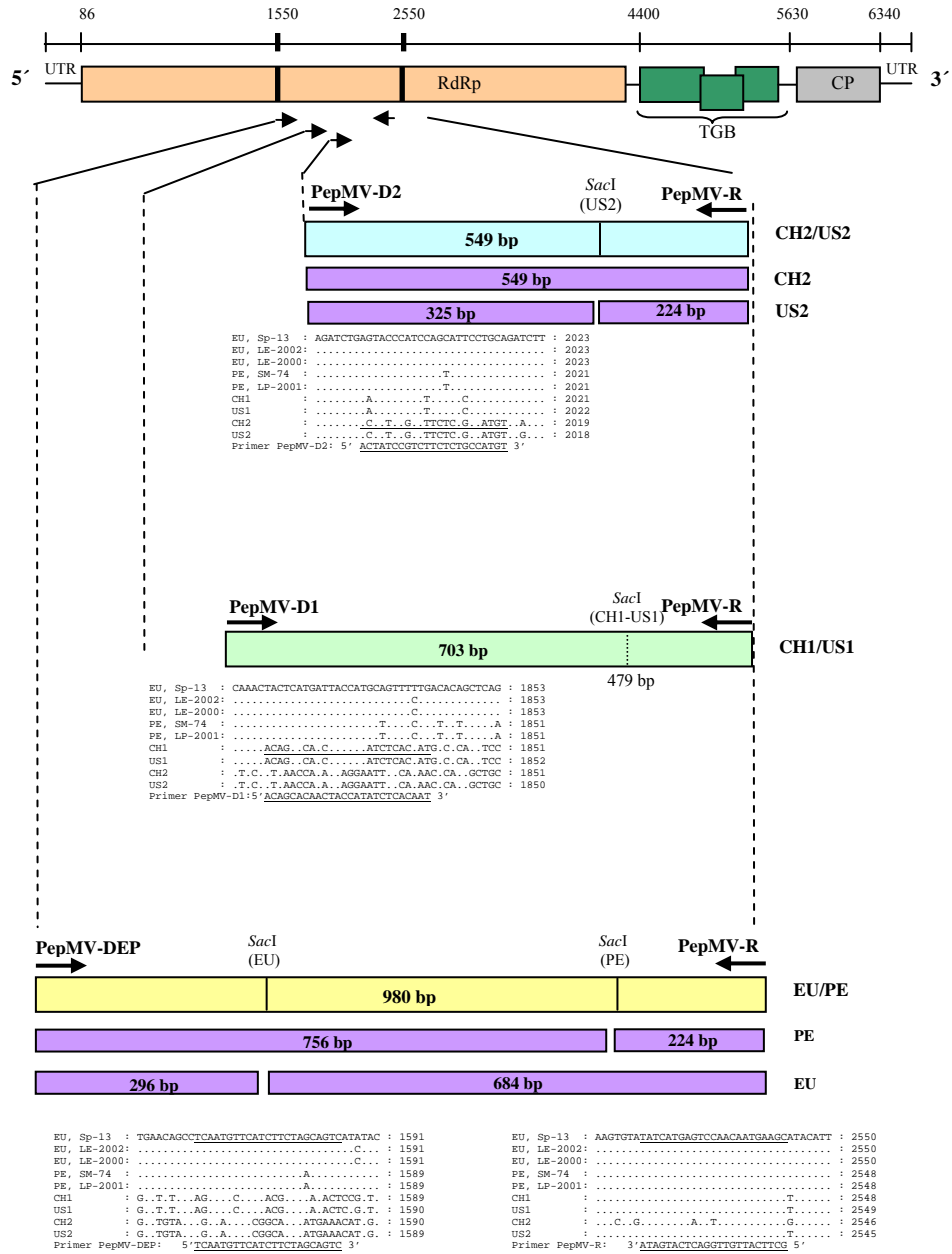 86 1550 2550 4400 5630 6340
UTR UTR
5´ RdRp CP 3´
TGB
PepMV-D2 SacI (US2) PepMV-R
549 bp CH2/US2
549 bp CH2
325 bp 224 bp US2
EU, Sp-13 : AGATCTGAGTACCCATCCAGCATTCCTGCAGATCTT : 2023
EU, LE-2002: .................................... : 2023
EU, LE-2000: .................................... : 2023
PE, SM-74 : ....................T............... : 2021
PE, LP-2001: ....................T............... : 2021
CH1 : ........A........T.....C............ : 2021
US1 : ........A........T.....C............ : 2022
CH2 : ........C..T..G..TTCTC.G..ATGT..A... : 2019
US2 : ........C..T..G..TTCTC.G..ATGT..G... : 2018
Primer PepMV-D2: 5’ ACTATCCGTCTTCTCTGCCATGT 3’
PepMV-D1 SacI (CH1-US1) PepMV-R
703 bp CH1/US1
479 bp
EU, Sp-13 : CAAACTACTCATGATTACCATGCAGTTTTTGACACAGCTCAG : 1853
EU, LE-2002: ............................C............. : 1853
EU, LE-2000: ............................C............. : 1853
PE, SM-74 : .......................T....C..T..T.....A : 1851
PE, LP-2001: .......................T....C..T..T.....A : 1851
CH1 : .....ACAG..CA.C......ATCTCAC.ATG.C.CA..TCC : 1851
US1 : .....ACAG..CA.C......ATCTCAC.ATG.C.CA..TCC : 1852
CH2 : .T.C..T.AACCA.A..AGGAATT..CA.AAC.CA..GCTGC : 1851
US2 : .T.C..T.AACCA.A..AGGAATT..CA.AAC.CA..GCTGC : 1850
Primer PepMV-D1:5’ACAGCACAACTACCATATCTCACAAT 3’
PepMV-DEP SacI (EU) SacI (PE) PepMV-R
980 bp EU/PE
756 bp 224 bp PE
296 bp 684 bp EU
EU, Sp-13 : TGAACAGCCTCAATGTTCATCTTCTAGCAGTCATATAC : 1591
EU, LE-2002: ..................................C... : 1591
EU, LE-2000: ..................................C... : 1591
PE, SM-74 : ..........................A........... : 1589
PE, LP-2001: ..........................A........... : 1589
CH1 : G..T.T...AG....C....ACG...A.ACTCCG.T. : 1589
US1 : G..T.T...AG....C....ACG...A.ACTCCG.T. : 1590
CH2 : G..TGTA...G..A....CGGCA...ATGAAACAT.G. : 1590
US2 : G..TGTA...G..A....CGGCA...ATGAAACAT.G. : 1589
Primer PepMV-DEP: 5’TCAATGTTCATCTTCTAGCAGTC 3’
EU, Sp-13 : AAGTGTATATCATGAGTCCAACAATGAAGCATACATT : 2550
EU, LE-2002: ..................................... : 2550
EU, LE-2000: ..................................... : 2550
PE, SM-74 : ..................................... : 2548
PE, LP-2001: ..................................... : 2548
CH1 : ...............................T..... : 2548
US1 : ...............................T..... : 2549
CH2 : ...C..G........A..T............G..... : 2546
US2 : ...............................T..... : 2545
Primer PepMV-R: 3’ATAGTACTCAGGTTGTTACTTCG 5’